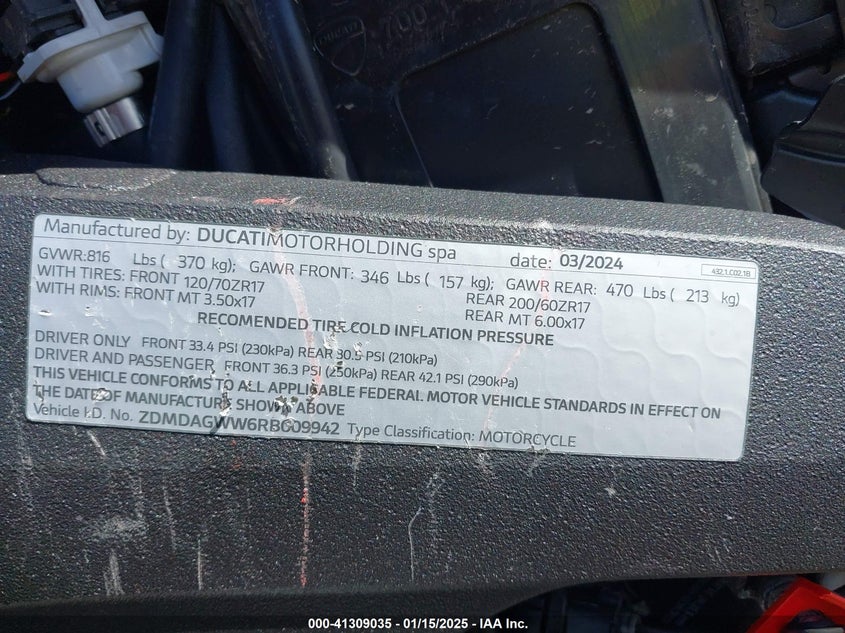 DUCATI
Manufactured by: DUCATIMOTORHOLDING spa date: 03/2024
432.1.C02.1B
GVWR:816 Lbs ( 370 kg); GAWR FRONT: 346 Lbs ( 157 kg); GAWR REAR: 470 Lbs ( 213 kg)
WITH TIRES: FRONT 120/70ZR17 REAR 200/60ZR17
WITH RIMS: FRONT MT 3.50x17 REAR MT 6.00x17
RECOMENDED TIRE COLD INFLATION PRESSURE
DRIVER ONLY FRONT 33.4 PSI (230kPa) REAR 30.5 PSI (210kPa)
DRIVER AND PASSENGER FRONT 36.3 PSI (250kPa) REAR 42.1 PSI (290kPa)
THIS VEHICLE CONFORMS TO ALL APPLICABLE FEDERAL MOTOR VEHICLE STANDARDS IN EFFECT ON
THE DATE OF MANUFACTURE SHOWN ABOVE
Vehicle I.D. No. ZDMDAGWW6RB009942 Type Classification: MOTORCYCLE
000-41309035 - 01/15/2025 - IAA Inc.